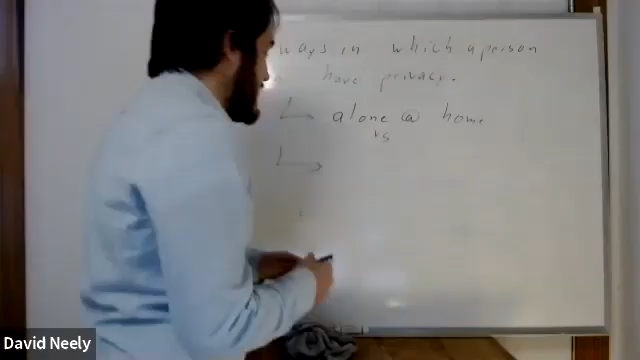 ways in which a person
have privacy.
alone @ home
vs
David Neely